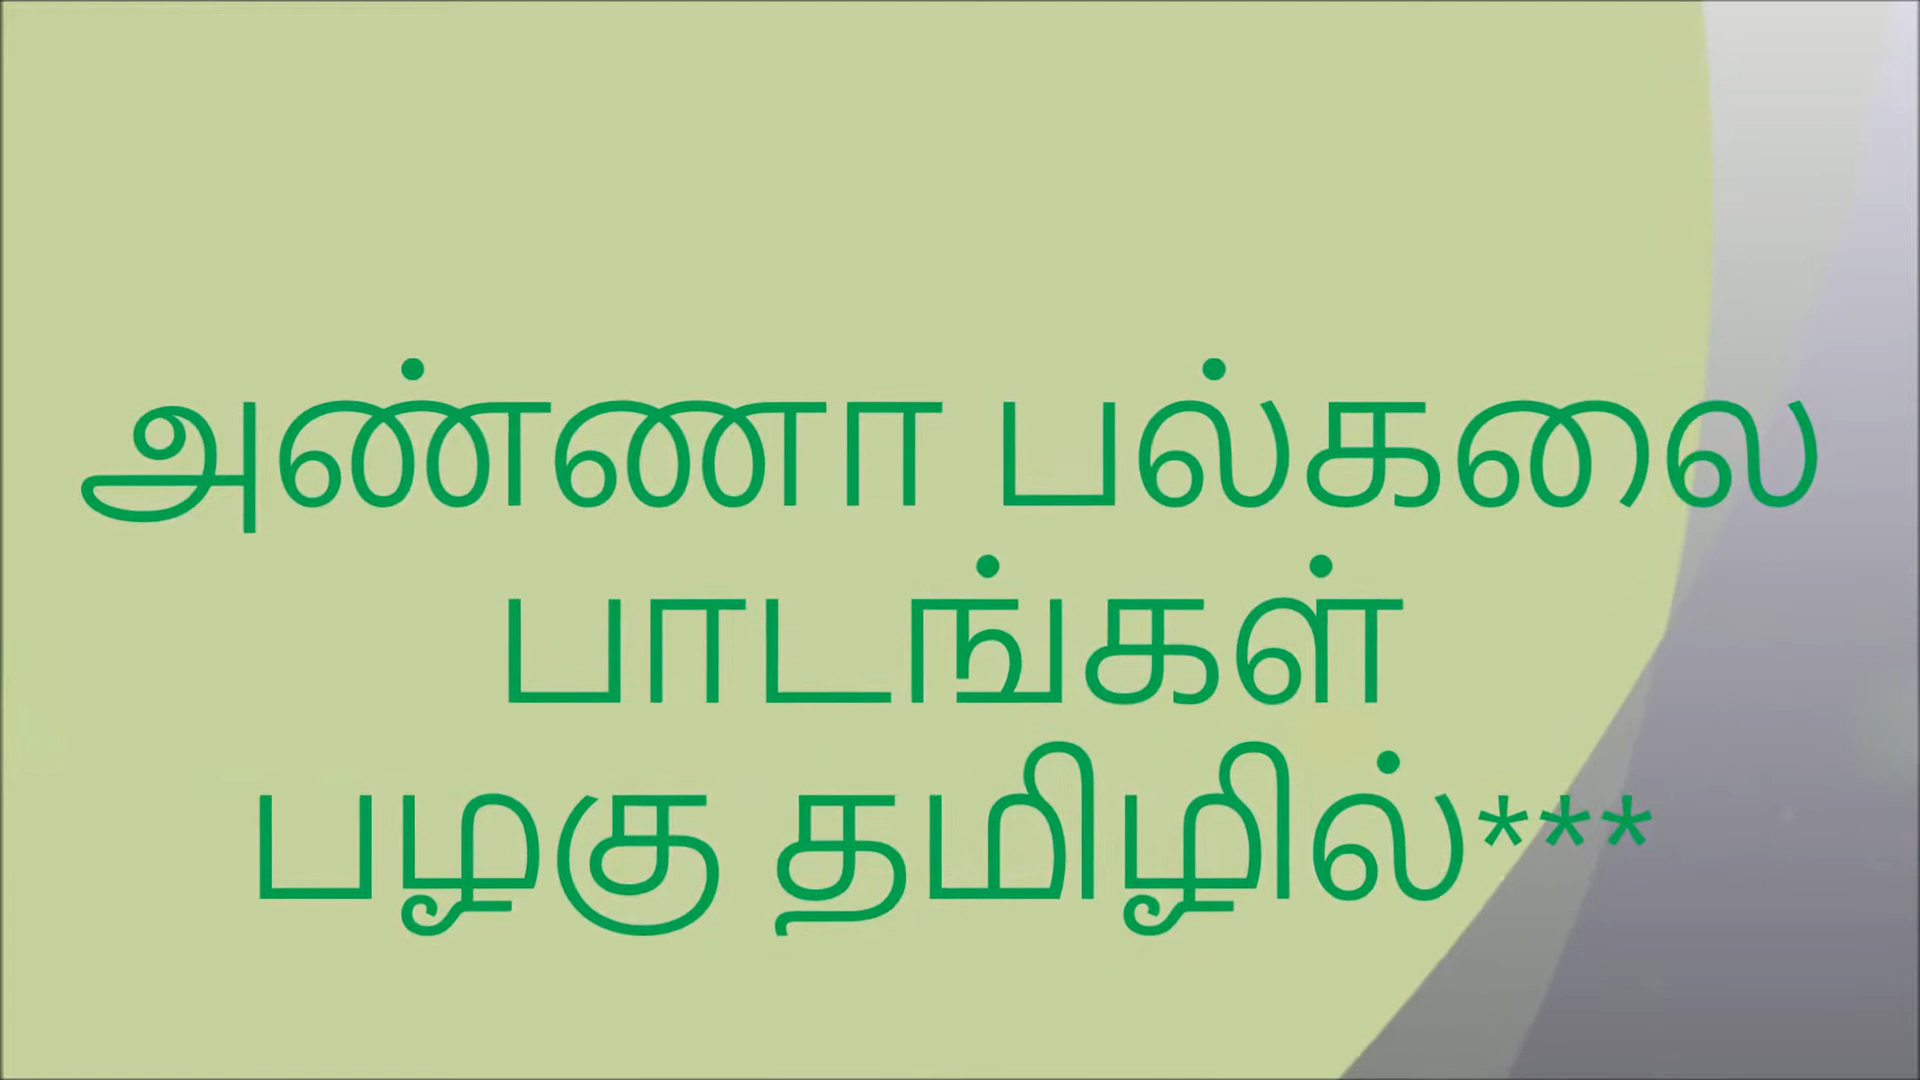 அண்ணா பல்கலை
பாடங்கள்
பழகு தமிழில்***